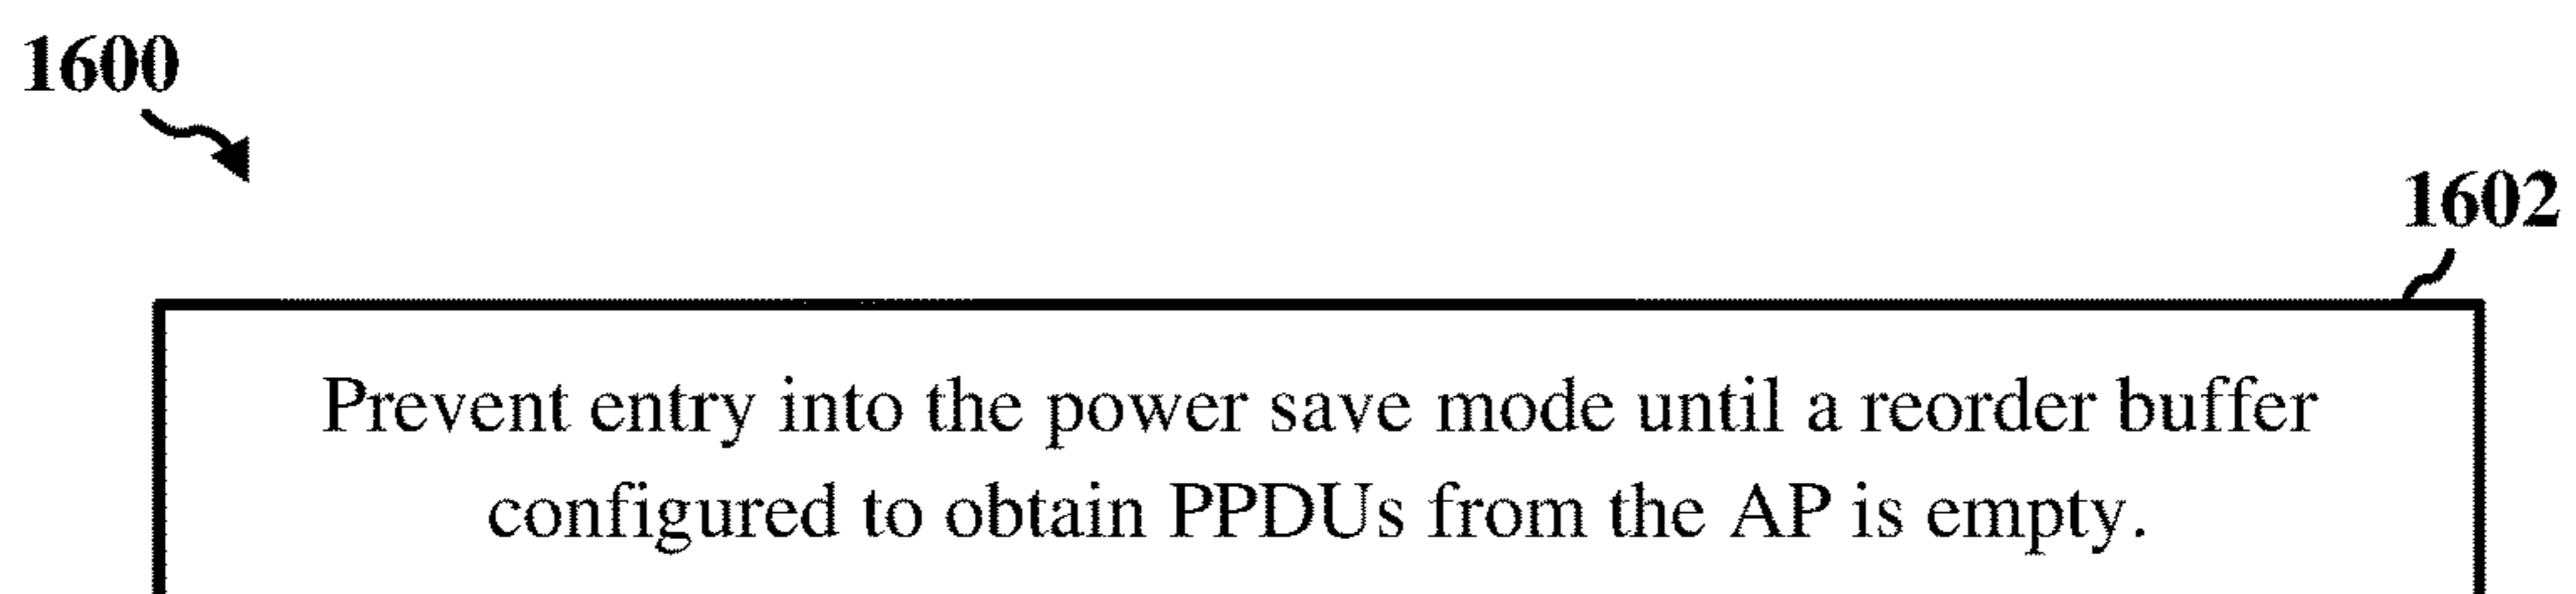 1600
1602
Prevent entry into the power save mode until a reorder buffer
configured to obtain PPDUs from the AP is empty.